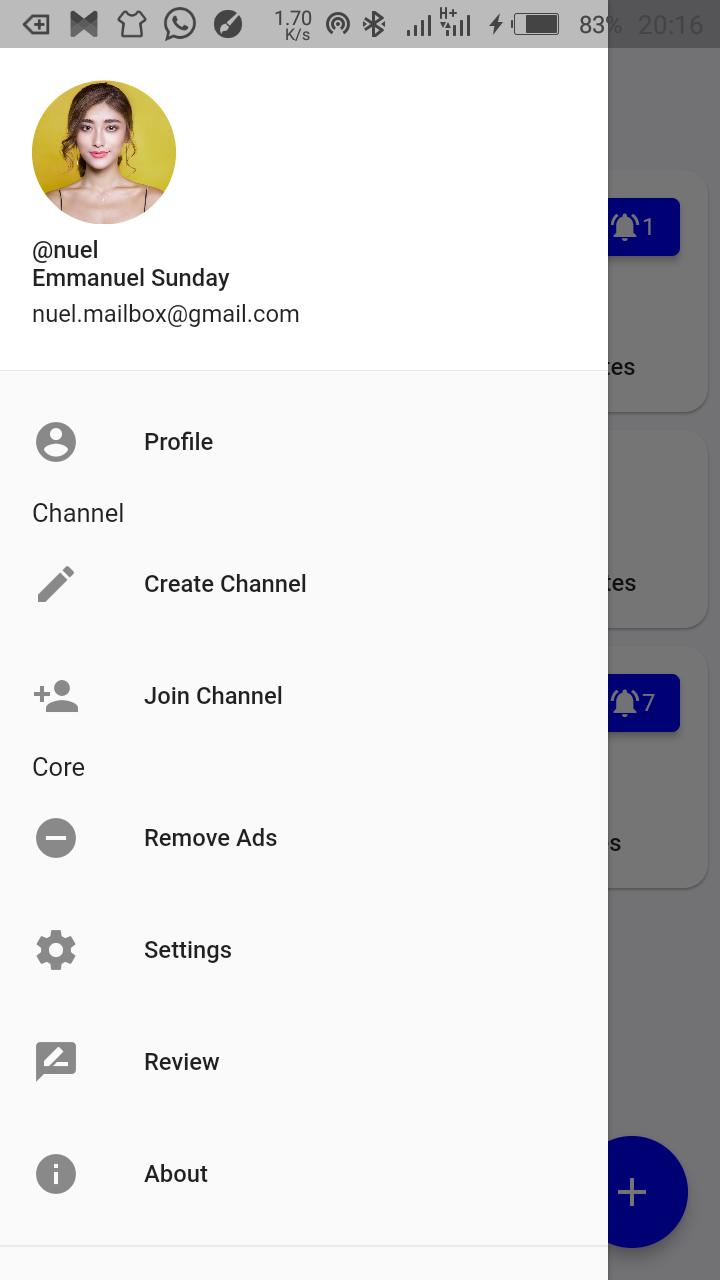 1.70
K/s
H+
83%
20:16
@nuel
Emmanuel Sunday
nuel.mailbox@gmail.com
1
tes
Profile
Channel
Create Channel
tes
Join Channel
7
Core
Remove Ads
s
Settings
Review
About